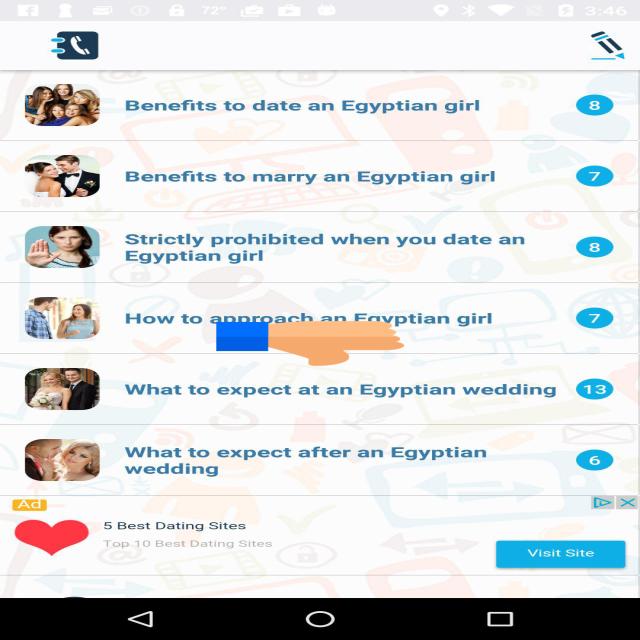 72°
3:46
Benefits to date an Egyptian girl
8
Benefits to marry an Egyptian girl
7
Strictly prohibited when you date an
Egyptian girl
8
How to approach an Egyptian girl
7
What to expect at an Egyptian wedding
13
What to expect after an Egyptian
wedding
6
Ad
5 Best Dating Sites
Top 10 Best Dating Sites
Visit Site